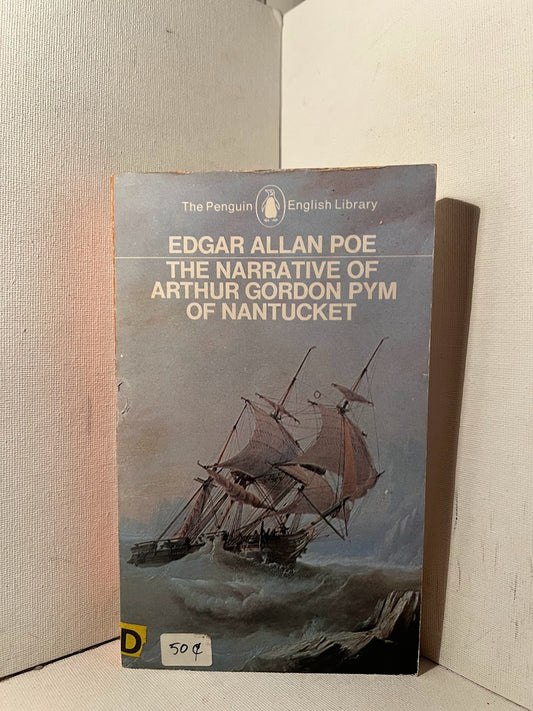 The Penguin English Library
EDGAR ALLAN POE
THE NARRATIVE OF
ARTHUR GORDON PYM
OF NANTUCKET
D
50¢